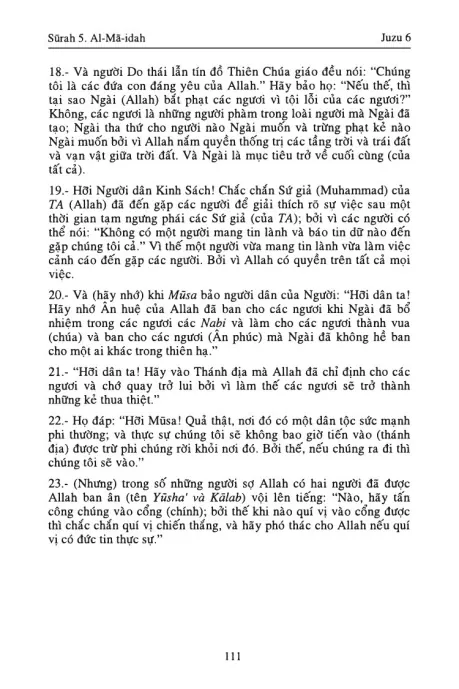 Sūrah 5. Al-Mā-idah
Juzu 6
18.- Và người Do thái lẫn tín đồ Thiên Chúa giáo đều nói: “Chúng
tôi là các đứa con đáng yêu của Allah.” Hãy bảo họ: “Nếu thế, thì
tại sao Ngài (Allah) bắt phạt các ngươi vì tội lỗi của các ngươi?”
Không, các ngươi là những người phàm trong loài người mà Ngài đã
tạo; Ngài tha thứ cho người nào Ngài muốn và trừng phạt kẻ nào
Ngài muốn bởi vì Allah nắm quyền thống trị các tầng trời và trái đất
và vạn vật giữa trời đất. Và Ngài là mục tiêu trở về cuối cùng (của
tất cả).
19.- Hỡi Người dân Kinh Sách! Chắc chắn Sứ giả (Muhammad) của
TA (Allah) đã đến gặp các ngươi để giải thích rõ sự việc sau một
thời gian tạm ngưng phái các Sứ giả (của TA); bởi vì các ngươi có
thể nói: “Không có một người mang tin lành và báo tin dữ nào đến
gặp chúng tôi cả.” Vì thế một người vừa mang tin lành vừa làm việc
cảnh cáo đến gặp các ngươi. Bởi vì Allah có quyền trên tất cả mọi
việc.
20.- Và (hãy nhớ) khi Mūsa bảo người dân của Người: “Hỡi dân ta!
Hãy nhớ Ân huệ của Allah đã ban cho các ngươi khi Ngài đã bổ
nhiệm trong các ngươi các Nabi và làm cho các ngươi thành vua
(chúa) và ban cho các ngươi (Ân phúc) mà Ngài đã không hề ban
cho một ai khác trong thiên hạ.”
21.- “Hỡi dân ta! Hãy vào Thánh địa mà Allah đã chỉ định cho các
ngươi và chớ quay trở lui bởi vì làm thế các ngươi sẽ trở thành
những kẻ thua thiệt.”
22.- Họ đáp: “Hỡi Mūsa! Quả thật, nơi đó có một dân tộc sức mạnh
phi thường; và thực sự chúng tôi sẽ không bao giờ tiến vào (thánh
địa) được trừ phi chúng rời khỏi nơi đó. Bởi thế, nếu chúng ra đi thì
chúng tôi sẽ vào.”
23.- (Nhưng) trong số những người sợ Allah có hai người đã được
Allah ban ân (tên Yūsha' và Kālab) vội lên tiếng: “Nào, hãy tấn
công chúng vào cổng (chính); bởi thế khi nào quí vị vào cổng được
thì chắc chắn quí vị chiến thắng, và hãy phó thác cho Allah nếu quí
vị có đức tin thực sự.”
111